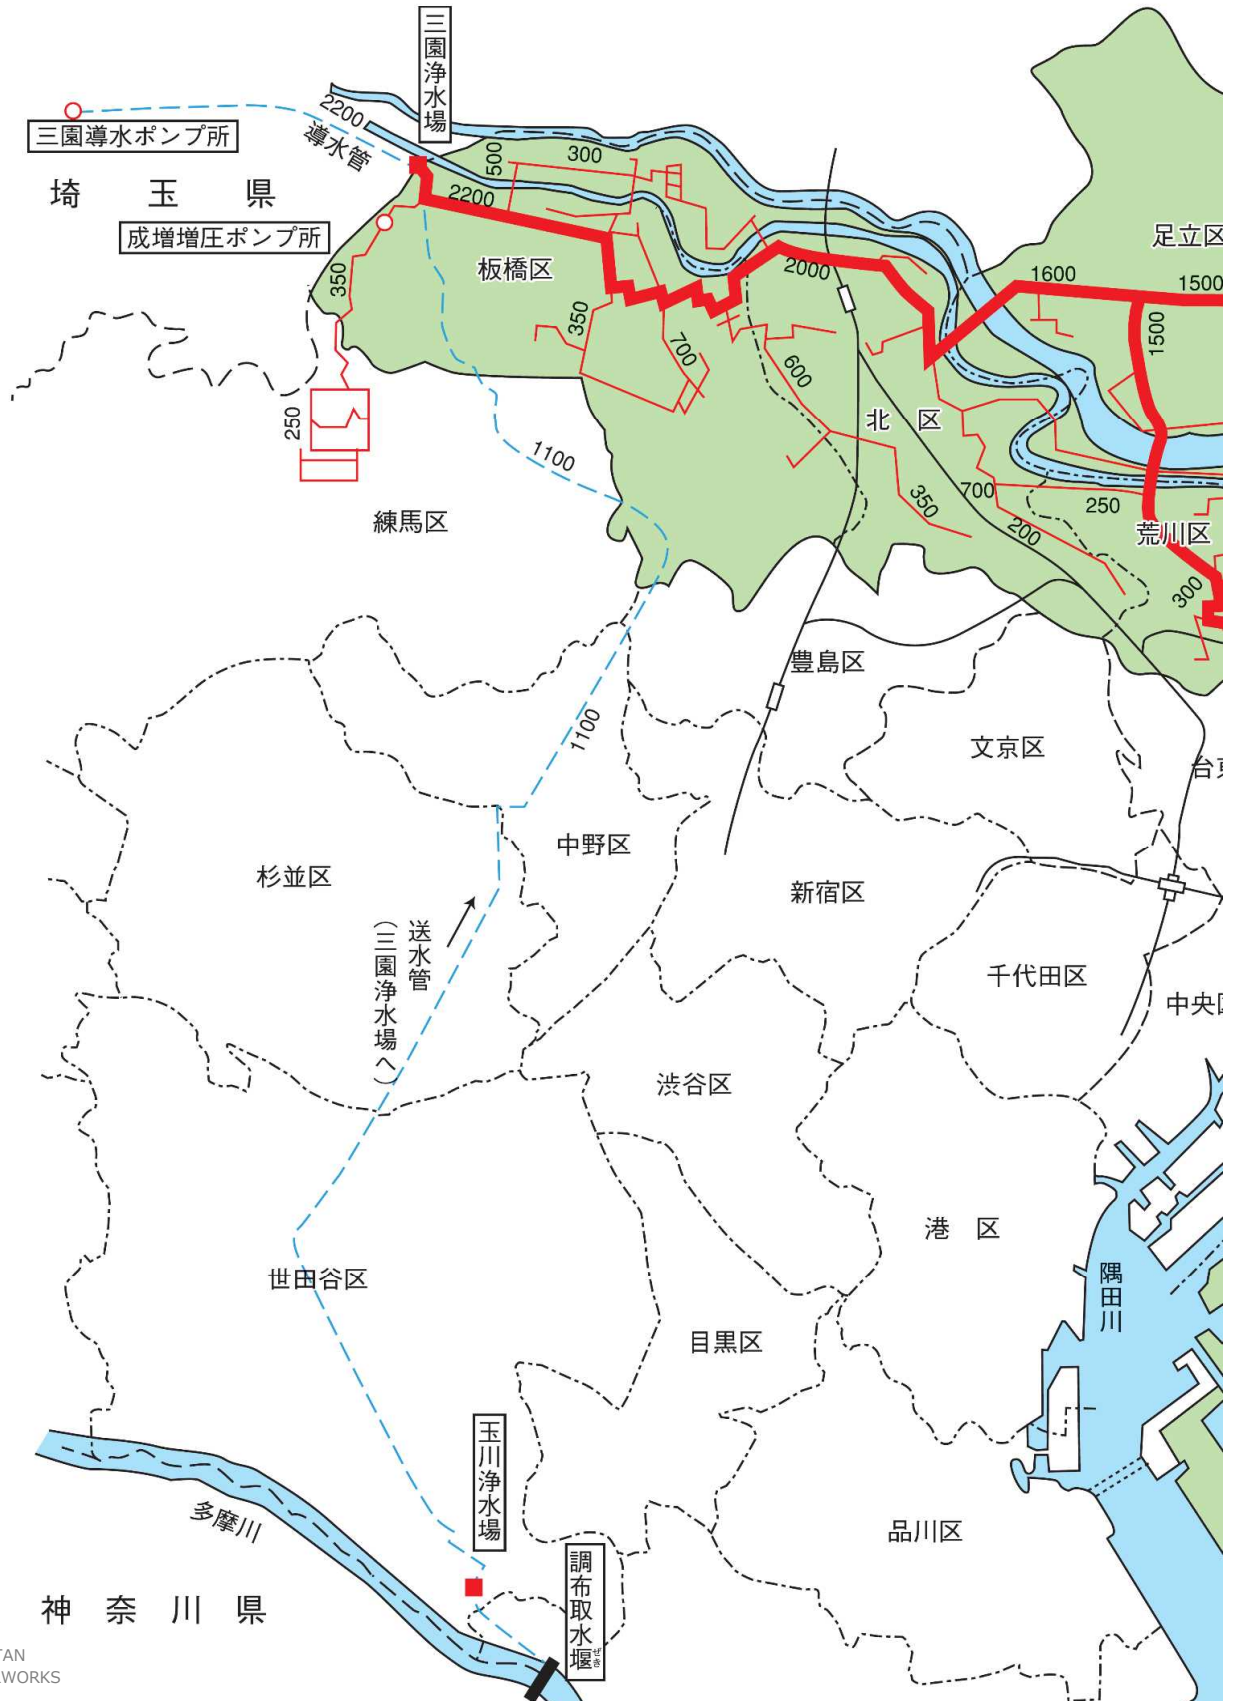 三園浄水場
2200
導水管
三園導水ポンプ所
500
300
2200
埼玉県
成増増圧ポンプ所
足立区
板橋区
2000
1600
1500
350
350
700
600
1500
250
北区
1100
350
700
200
250
荒川区
練馬区
300
豊島区
1100
文京区
中野区
杉並区
新宿区
送水管
(三園浄水場へ)
千代田区
中央
渋谷区
港区
隅田川
世田谷区
目黒区
玉川浄水場
多摩川
品川区
調布取水堰
ぜき
神奈川県
TAN
WORKS